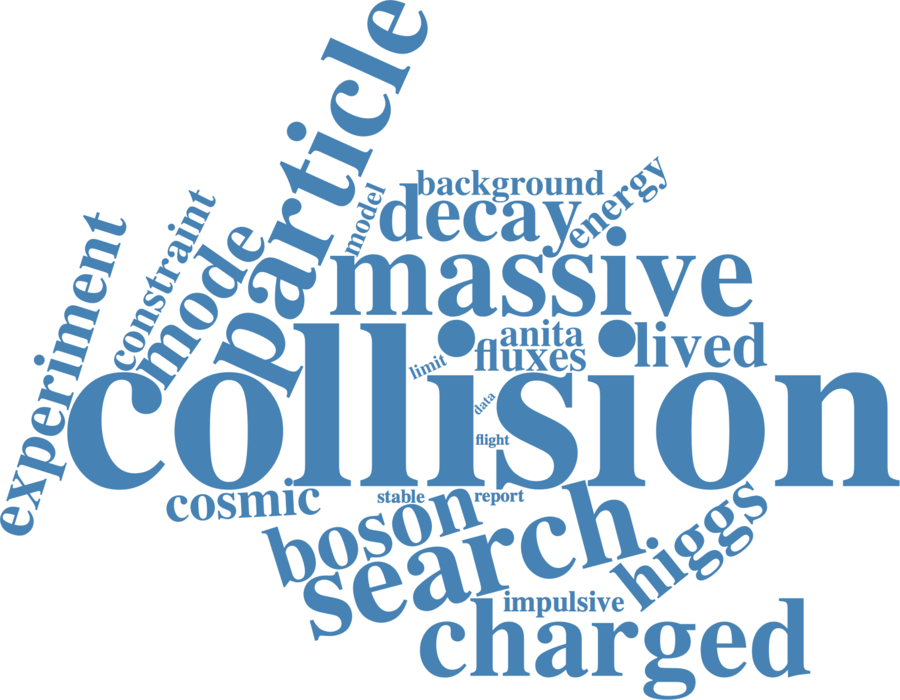 particle
background
decay
energy
model
constraint
mode
experiment
massive
anita
lived
fluxes
limit
collision
data
flight
cosmic
stable
report
boson
search
higgs
impulsive
charged